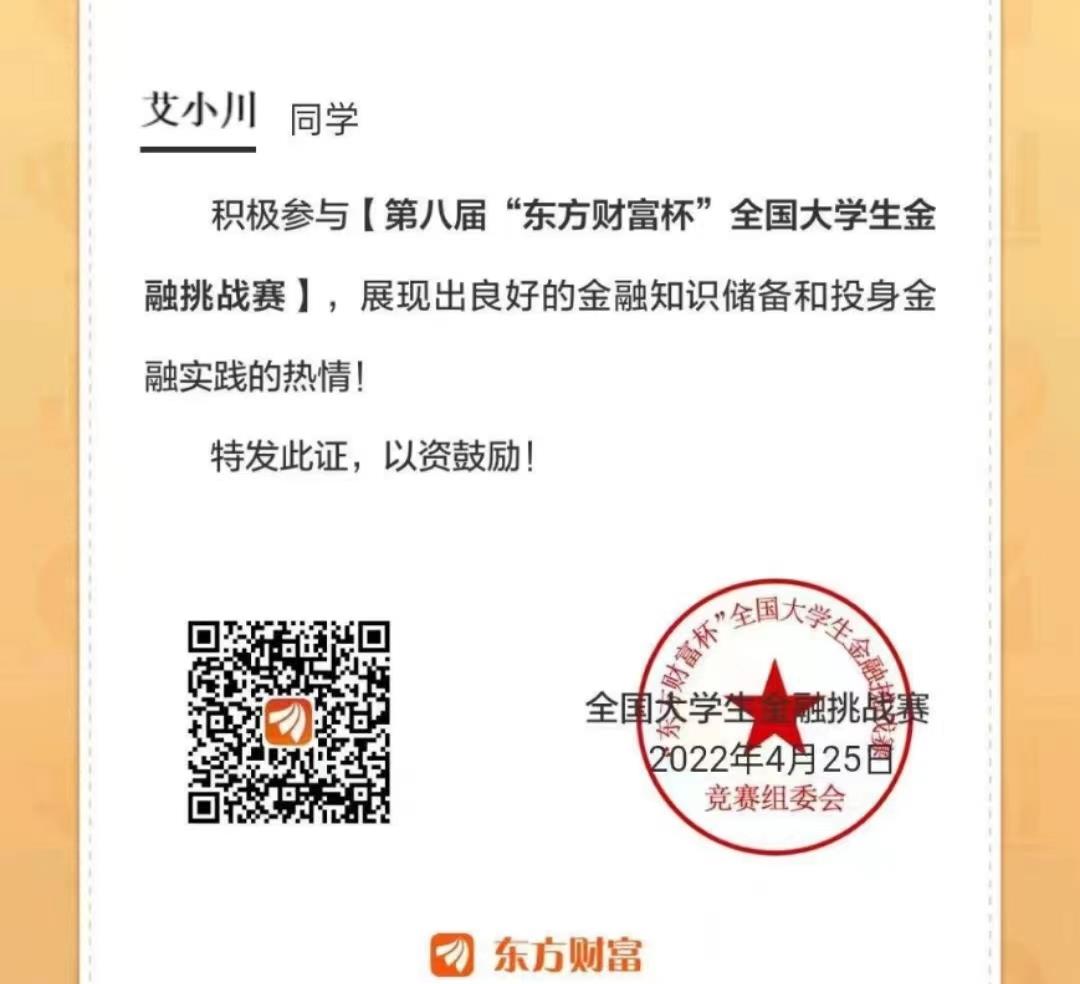 艾小川 同学
积极参与【第八届“东方财富杯”全国大学生金
融挑战赛】，展现出良好的金融知识储备和投身金
融实践的热情！
特发此证，以资鼓励！
“东方财富杯”全国大学生金融挑战赛
全国大学生金融挑战赛
2022年4月25日
竞赛组委会
东方财富